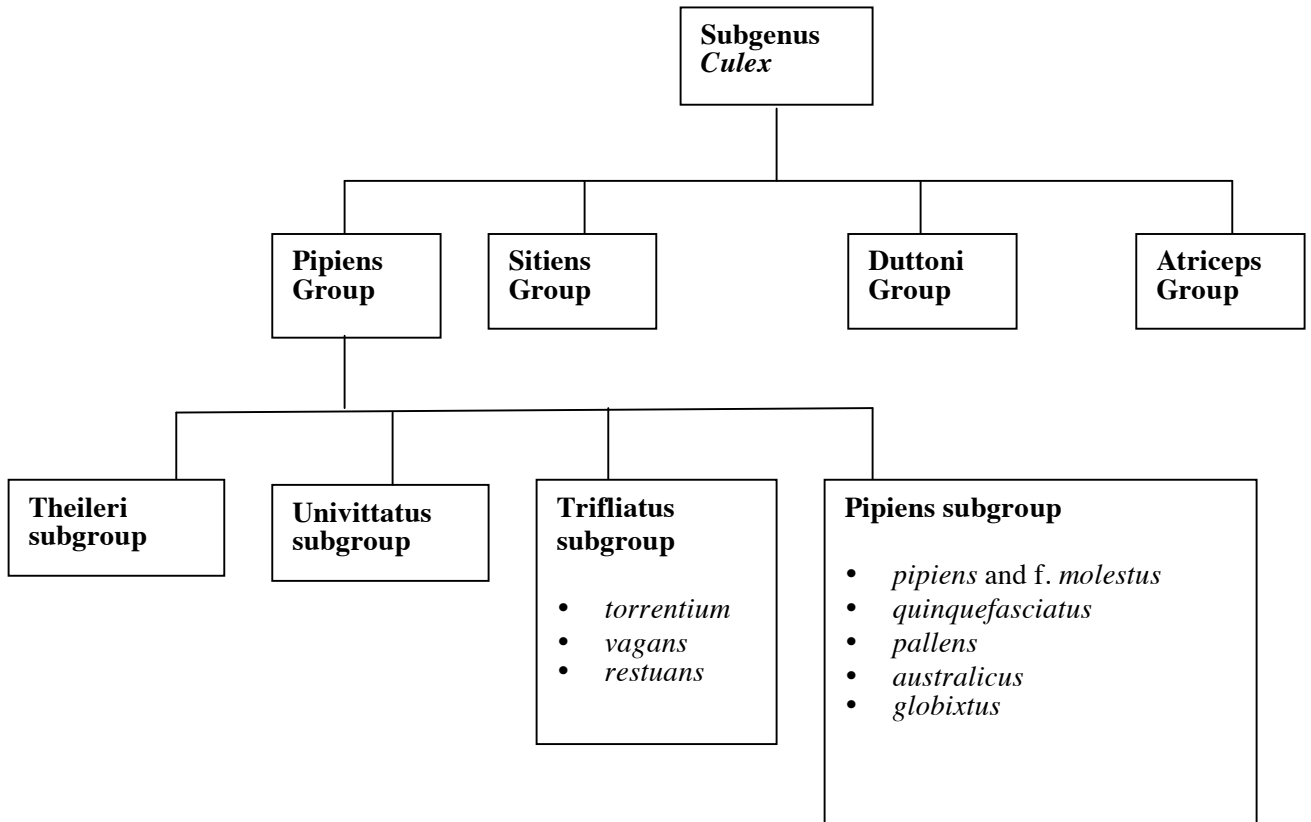 Subgenus
Culex
Pipiens
Group
Sitiens
Group
Duttoni
Group
Atriceps
Group
Theileri
subgroup
Univittatus
subgroup
Trifliatus
subgroup
• torrentium
• vagans
• restuans
Pipiens subgroup
• pipiens and f. molestus
• quinquefasciatus
• pallens
• australicus
• globixtus